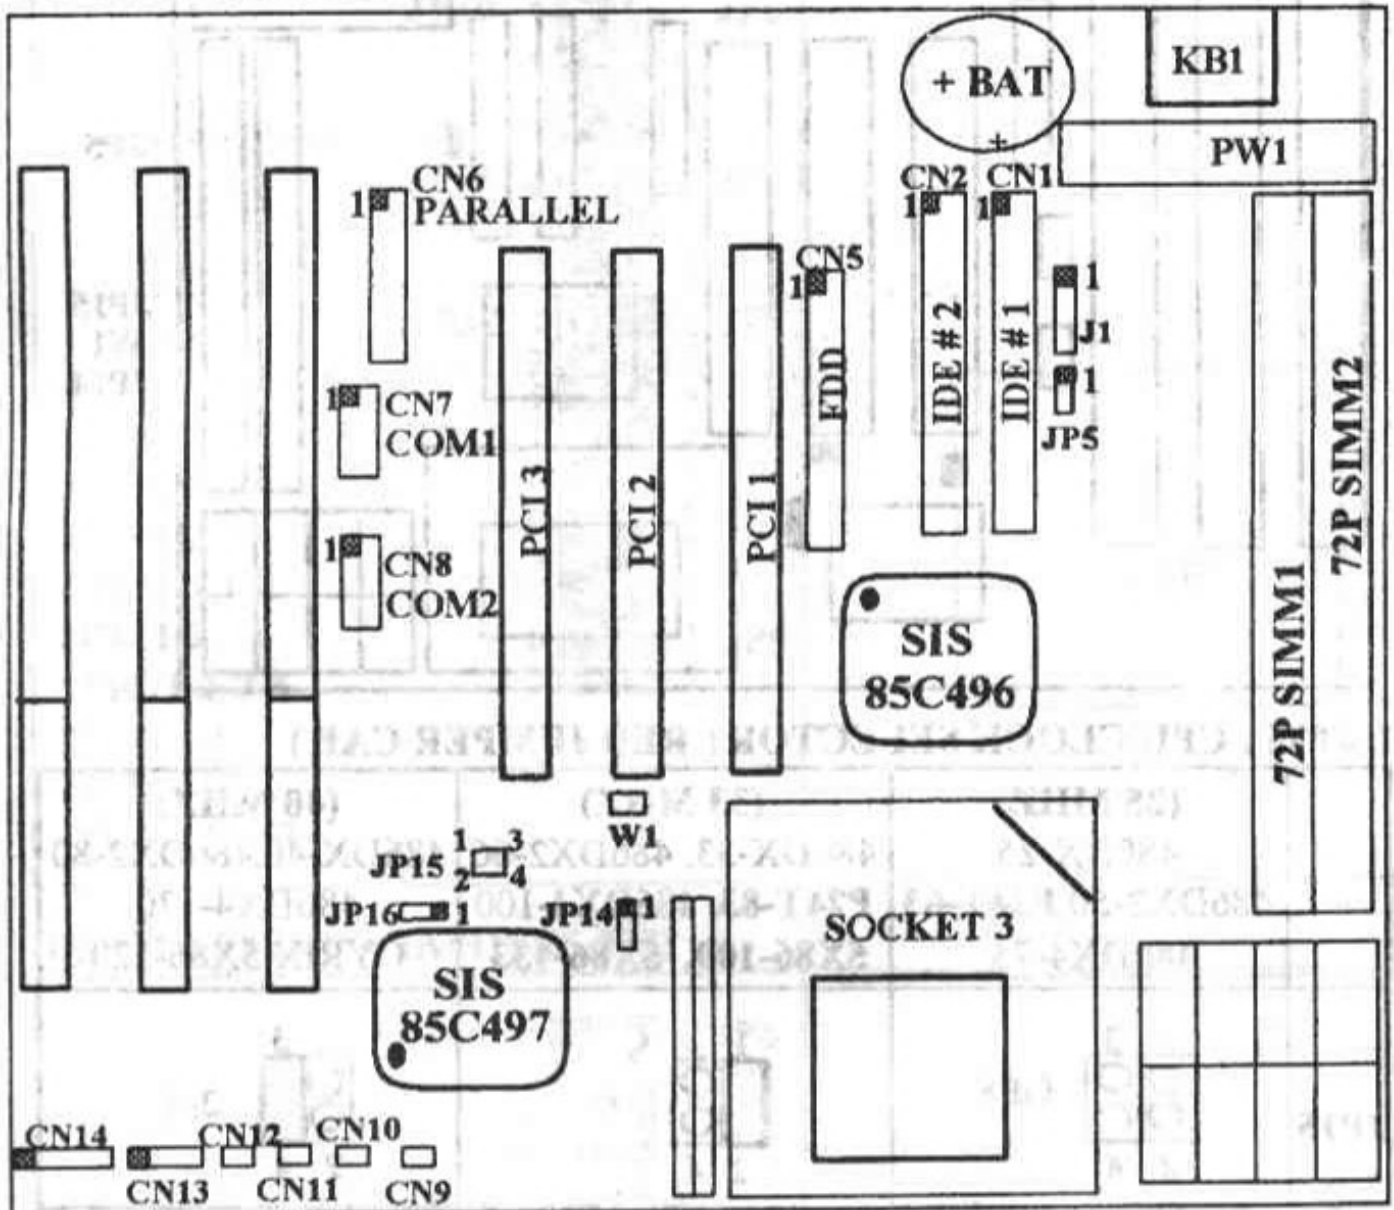 + BAT
KB1
+
PW1
CN6
1 PARALLEL
CN2
CN1
1
1
CN5
1
1
J1
1
JP5
FDD
IDE # 2
IDE # 1
1
CN7
COM1
1
CN8
COM2
PCI 3
PCI 2
PCI 1
72P SIMM1
72P SIMM2
SIS
85C496
W1
1 3
JP15
2 4
JP16 1
JP14 1
SOCKET 3
SIS
85C497
CN14
CN13
CN12
CN11
CN10
CN9